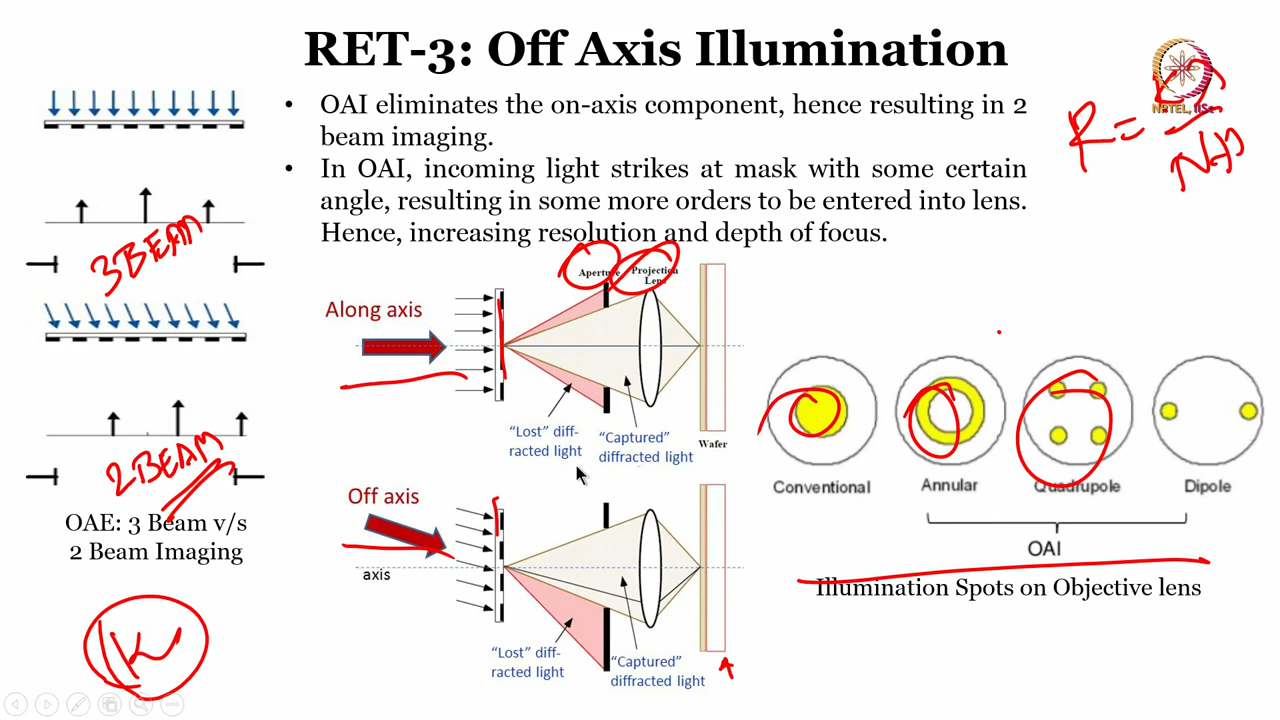 RET-3: Off Axis Illumination
• OAI eliminates the on-axis component, hence resulting in 2
beam imaging.
• In OAI, incoming light strikes at mask with some certain
angle, resulting in some more orders to be entered into lens.
Hence, increasing resolution and depth of focus.
NPTEL, IISc
R=
NA
3 BEAM
2 BEAM
OAE: 3 Beam v/s
2 Beam Imaging
Aperture
Projection
Lens
Along axis
"Lost" diff-
racted light
"Captured"
diffracted light
Wafer
Off axis
axis
"Lost" diff-
racted light
"Captured"
diffracted light
Conventional
Annular
Quadrupole
Dipole
OAI
Illumination Spots on Objective lens